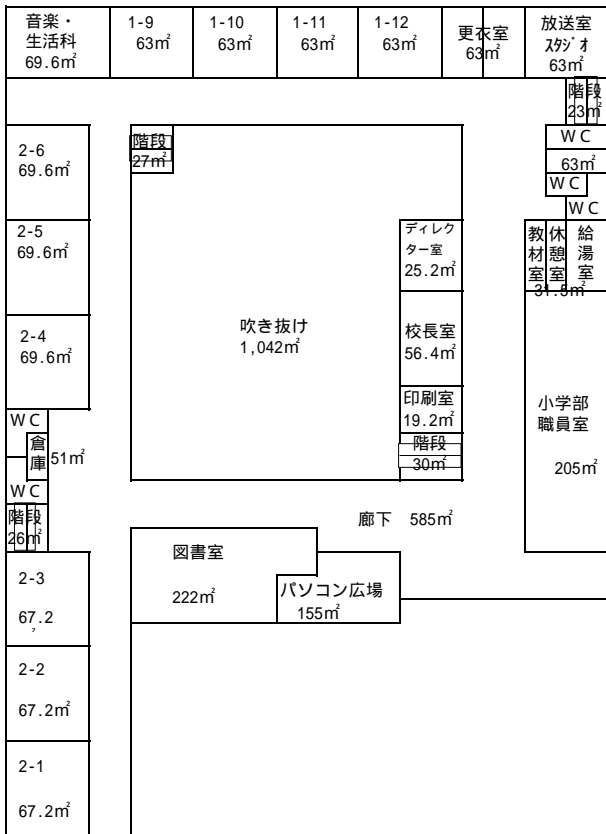 音楽・
生活科
69.6㎡
1-9
63㎡
1-10
63㎡
1-11
63㎡
1-12
63㎡
更衣室
63㎡
放送室
ｽﾀｼﾞｵ
63㎡
階段
23㎡
2-6
69.6㎡
階段
27㎡
ＷＣ
63㎡
ＷＣ
ＷＣ
2-5
69.6㎡
ディレク
ター室
25.2㎡
教材室
休憩室
給湯室
31.5㎡
吹き抜け
1,042㎡
2-4
69.6㎡
校長室
56.4㎡
印刷室
19.2㎡
小学部
職員室
205㎡
ＷＣ
倉庫
51㎡
ＷＣ
階段
30㎡
階段
26㎡
廊下 585㎡
図書室
222㎡
パソコン広場
155㎡
2-3
67.2
2-2
67.2㎡
2-1
67.2㎡